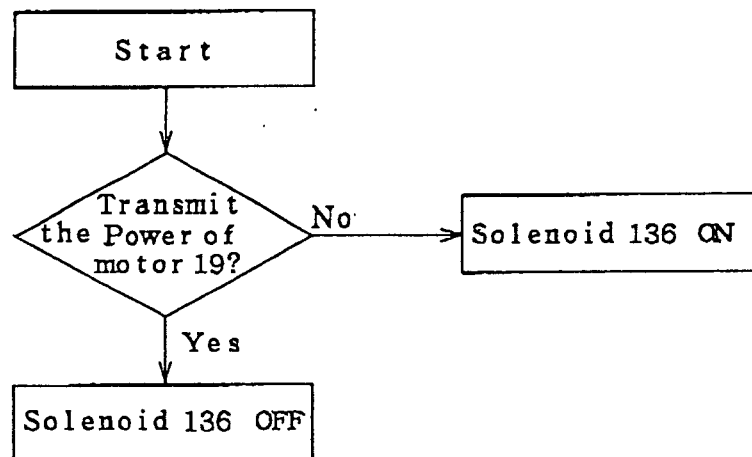 Start
Transmit
the Power of
motor 19?
No
Solenoid 136 ON
Yes
Solenoid 136 OFF